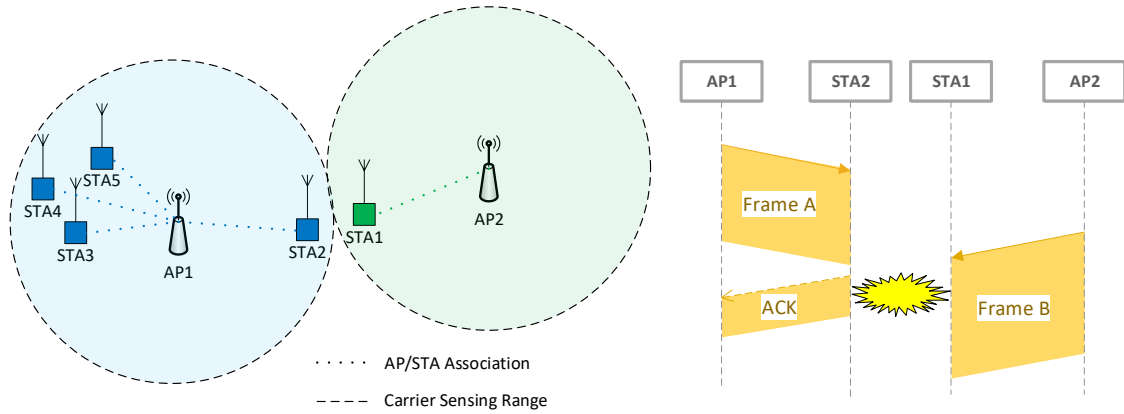 STA5
STA4
STA3
AP1
STA2
STA1
AP2
AP/STA Association
Carrier Sensing Range
AP1
STA2
STA1
AP2
Frame A
ACK
Frame B